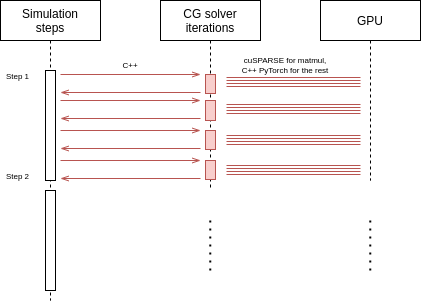 Simulation
steps
CG solver
iterations
GPU
Step 1
C++
cuSPARSE for matmul,
C++ PyTorch for the rest
Step 2